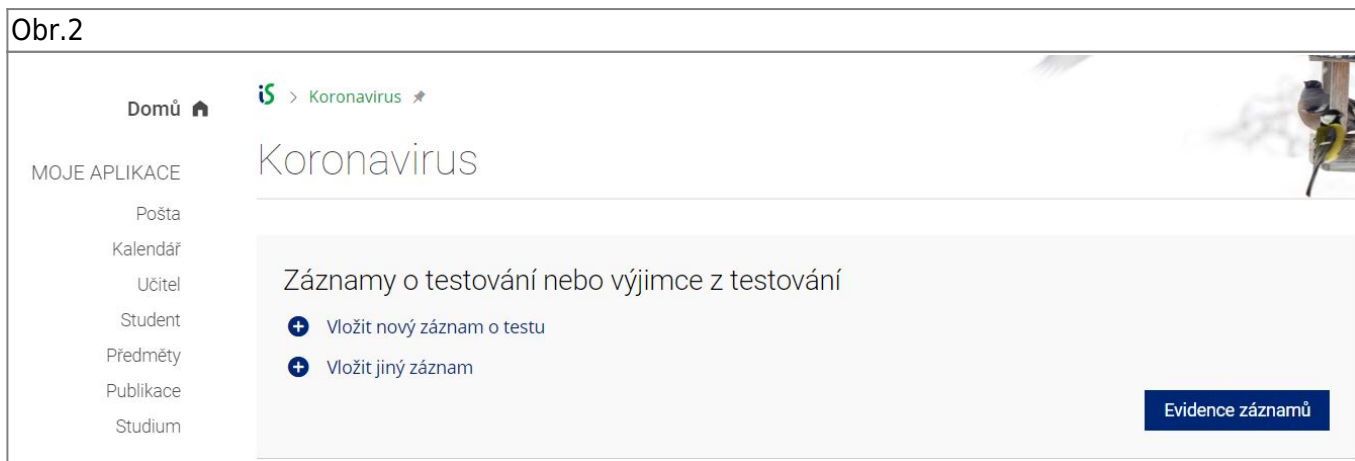 Obr.2
Domů
iS > Koronavirus
Koronavirus
MOJE APLIKACE
Pošta
Kalendář
Učitel
Student
Předměty
Publikace
Studium
Záznamy o testování nebo výjimce z testování
Vložit nový záznam o testu
Vložit jiný záznam
Evidence záznamů